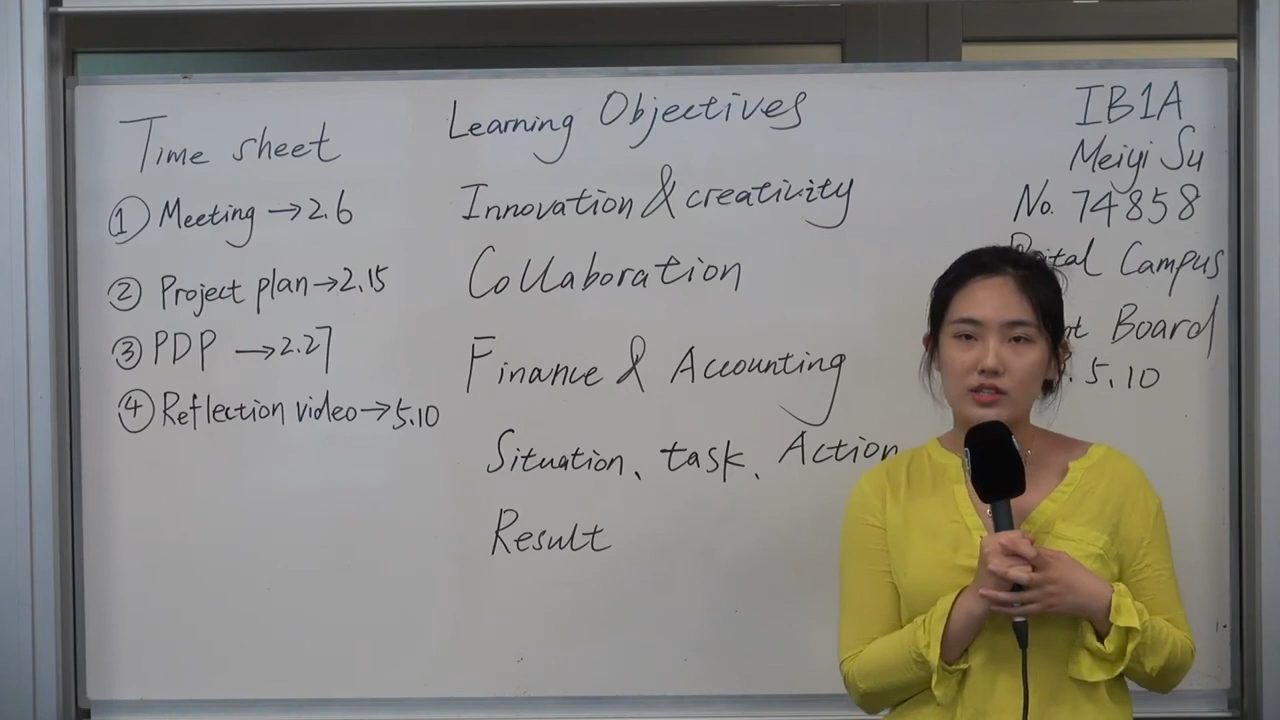 Time sheet
① Meeting → 2.6
② Project plan → 2.15
③ PDP → 2.27
④ Reflection video → 5.10
Learning Objectives
Innovation & creativity
Collaboration
Finance & Accounting
Situation、task、Action
Result
IB1A
Meiyi Su
No. 74858
Campus
Board
5.10